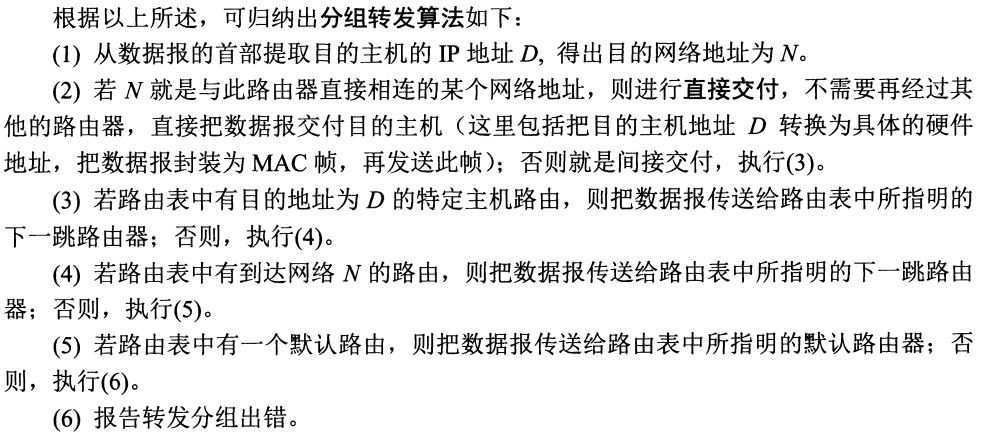 根据以上所述，可归纳出分组转发算法如下：
(1) 从数据报的首部提取目的主机的 IP 地址 D, 得出目的网络地址为 N。
(2) 若 N 就是与此路由器直接相连的某个网络地址，则进行直接交付，不需要再经过其
他的路由器，直接把数据报交付目的主机（这里包括把目的主机地址 D 转换为具体的硬件
地址，把数据报封装为 MAC 帧，再发送此帧）；否则就是间接交付，执行(3)。
(3) 若路由表中有目的地址为 D 的特定主机路由，则把数据报传送给路由表中所指明的
下一跳路由器；否则，执行(4)。
(4) 若路由表中有到达网络 N 的路由，则把数据报传送给路由表中所指明的下一跳路由
器；否则，执行(5)。
(5) 若路由表中有一个默认路由，则把数据报传送给路由表中所指明的默认路由器；否
则，执行(6)。
(6) 报告转发分组出错。